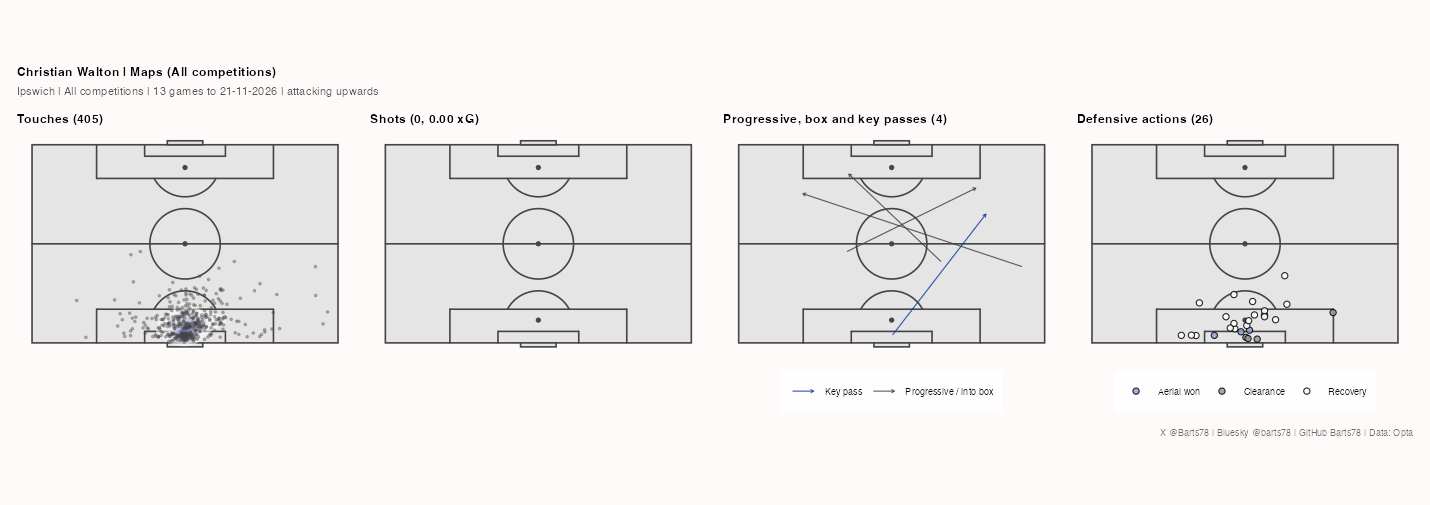 Christian Walton | Maps (All competitions)
Ipswich | All competitions | 13 games to 21-11-2026 | attacking upwards
Touches (405)
Shots (0, 0.00 xG)
Progressive, box and key passes (4)
Defensive actions (26)
Key pass
Progressive / into box
Aerial won
Clearance
Recovery
X @Barts78 | Bluesky @barts78 | GitHub Barts78 | Data: Opta